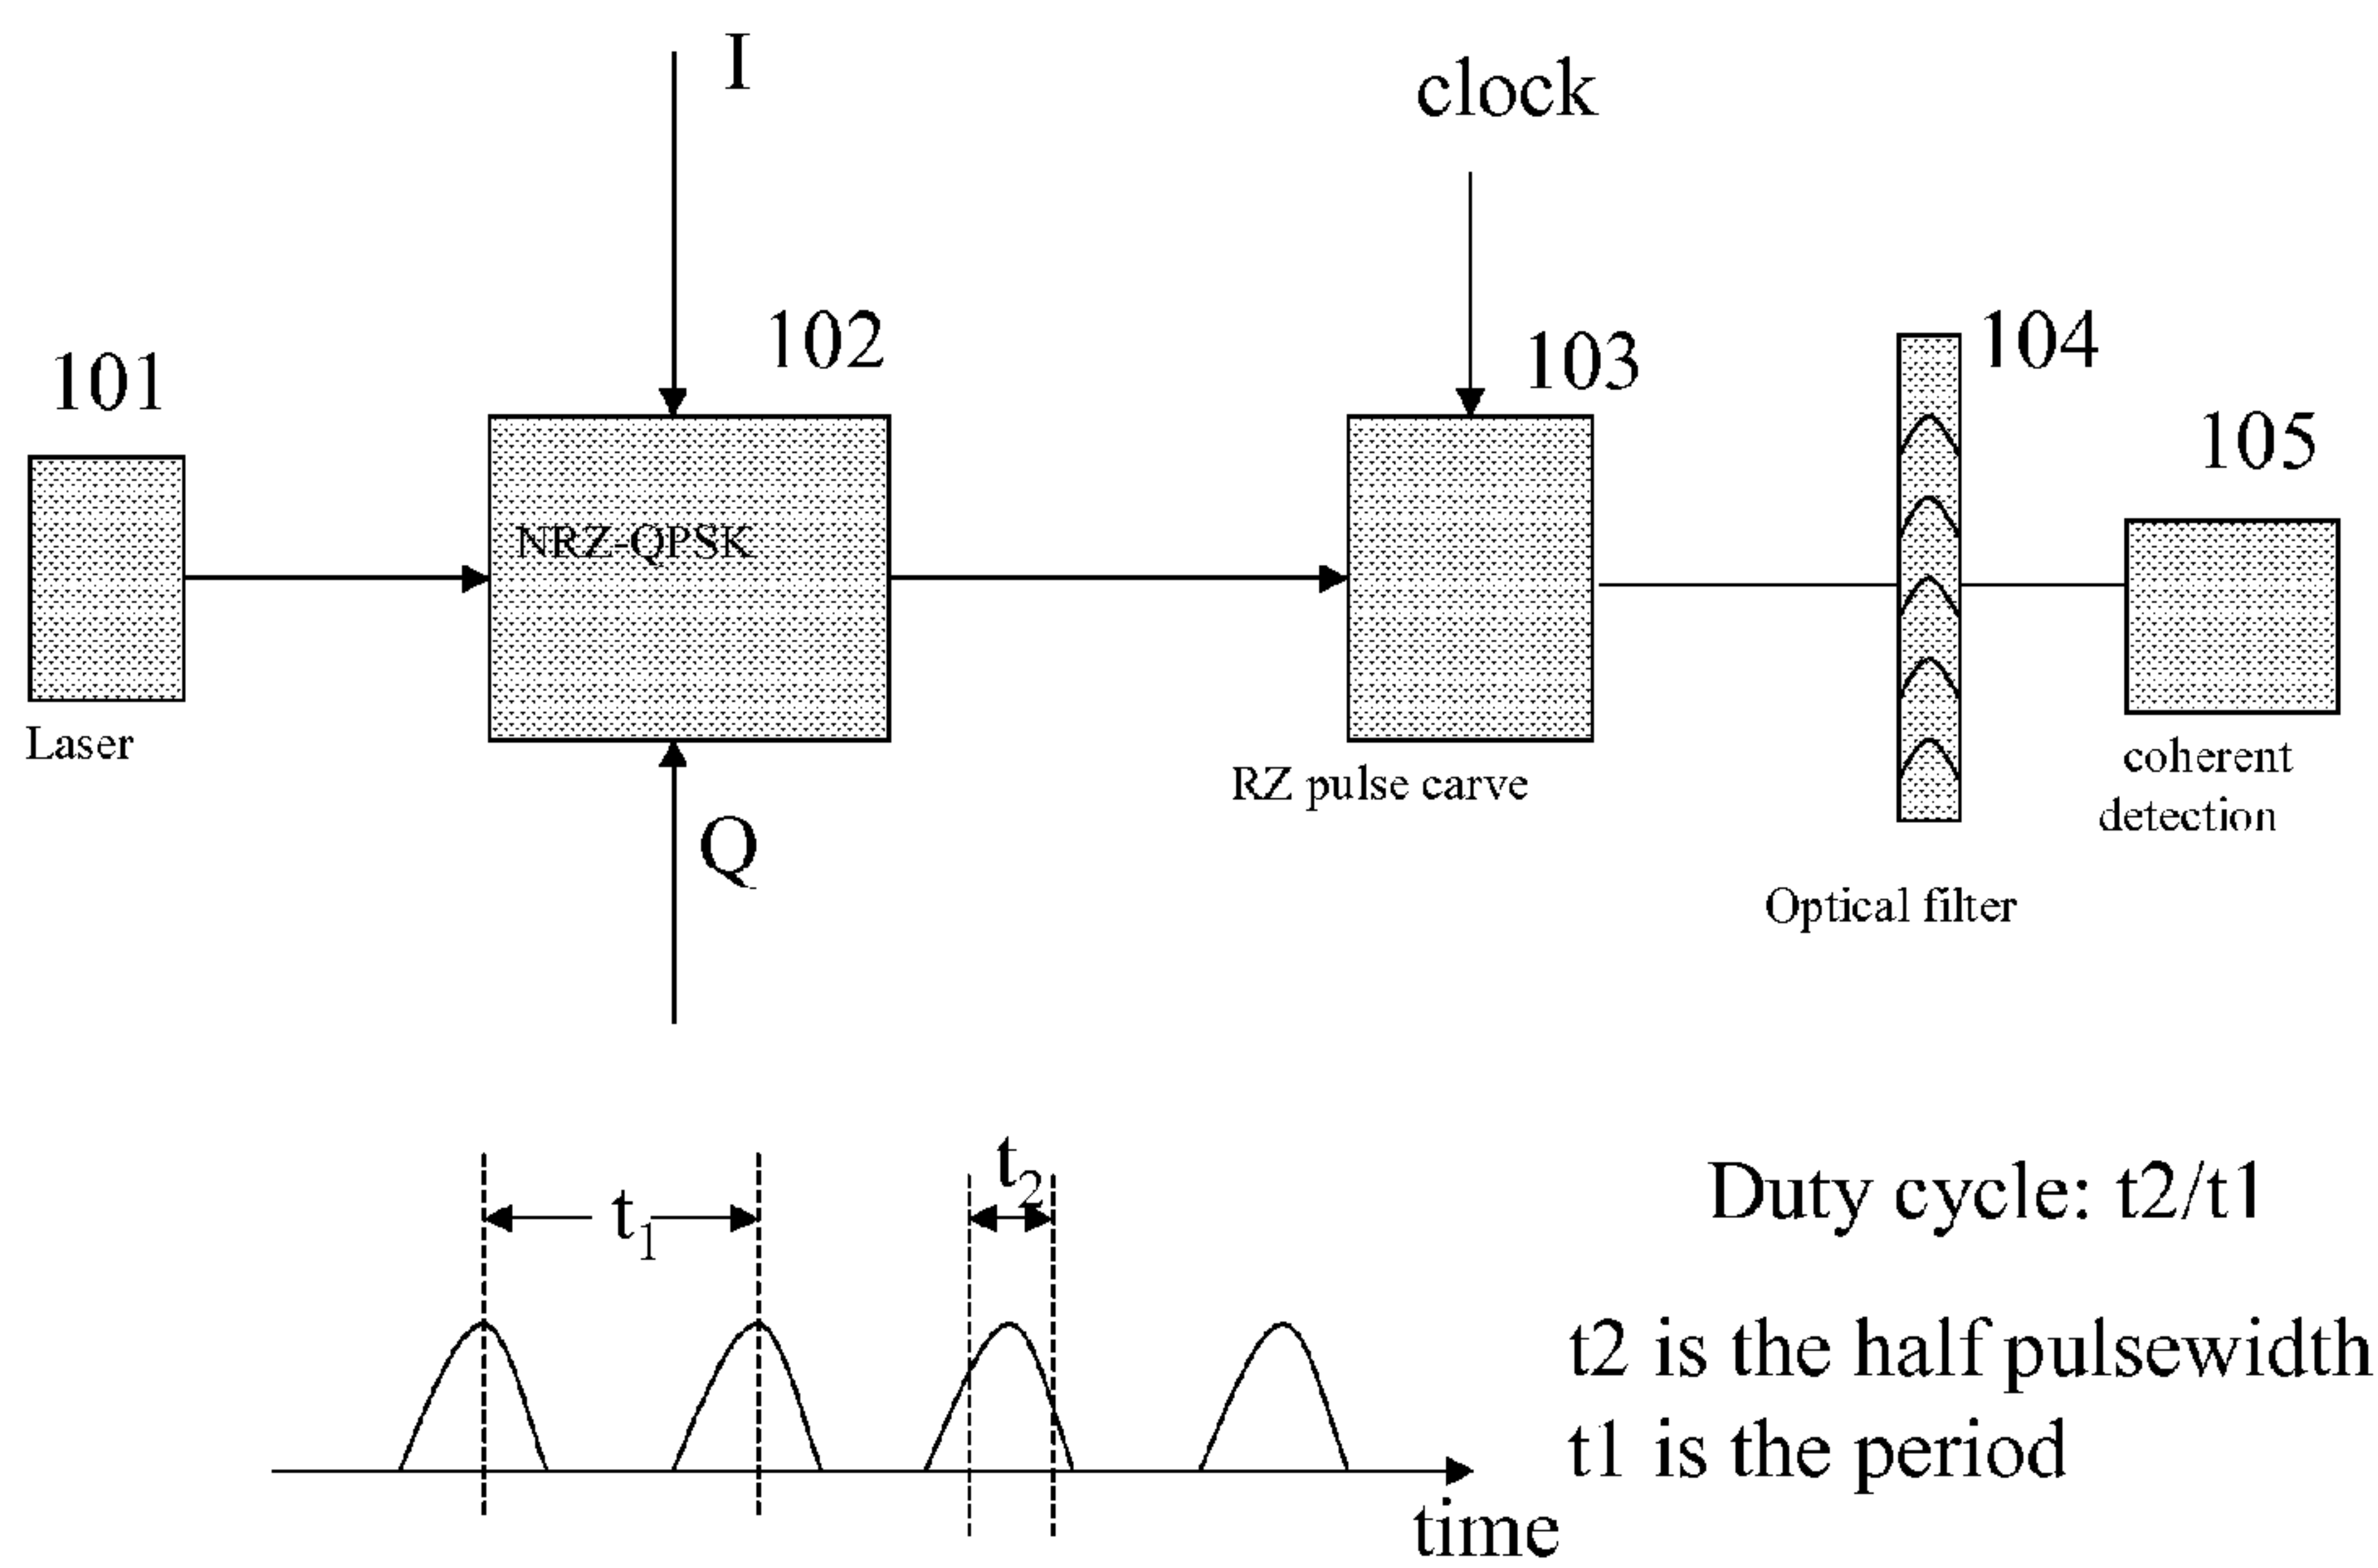 I
clock
101
102
103
104
105
NRZ-QPSK
Laser
RZ pulse carve
coherent
detection
Q
Optical filter
t1
t2
Duty cycle: t2/t1
t2 is the half pulsewidth
t1 is the period
time